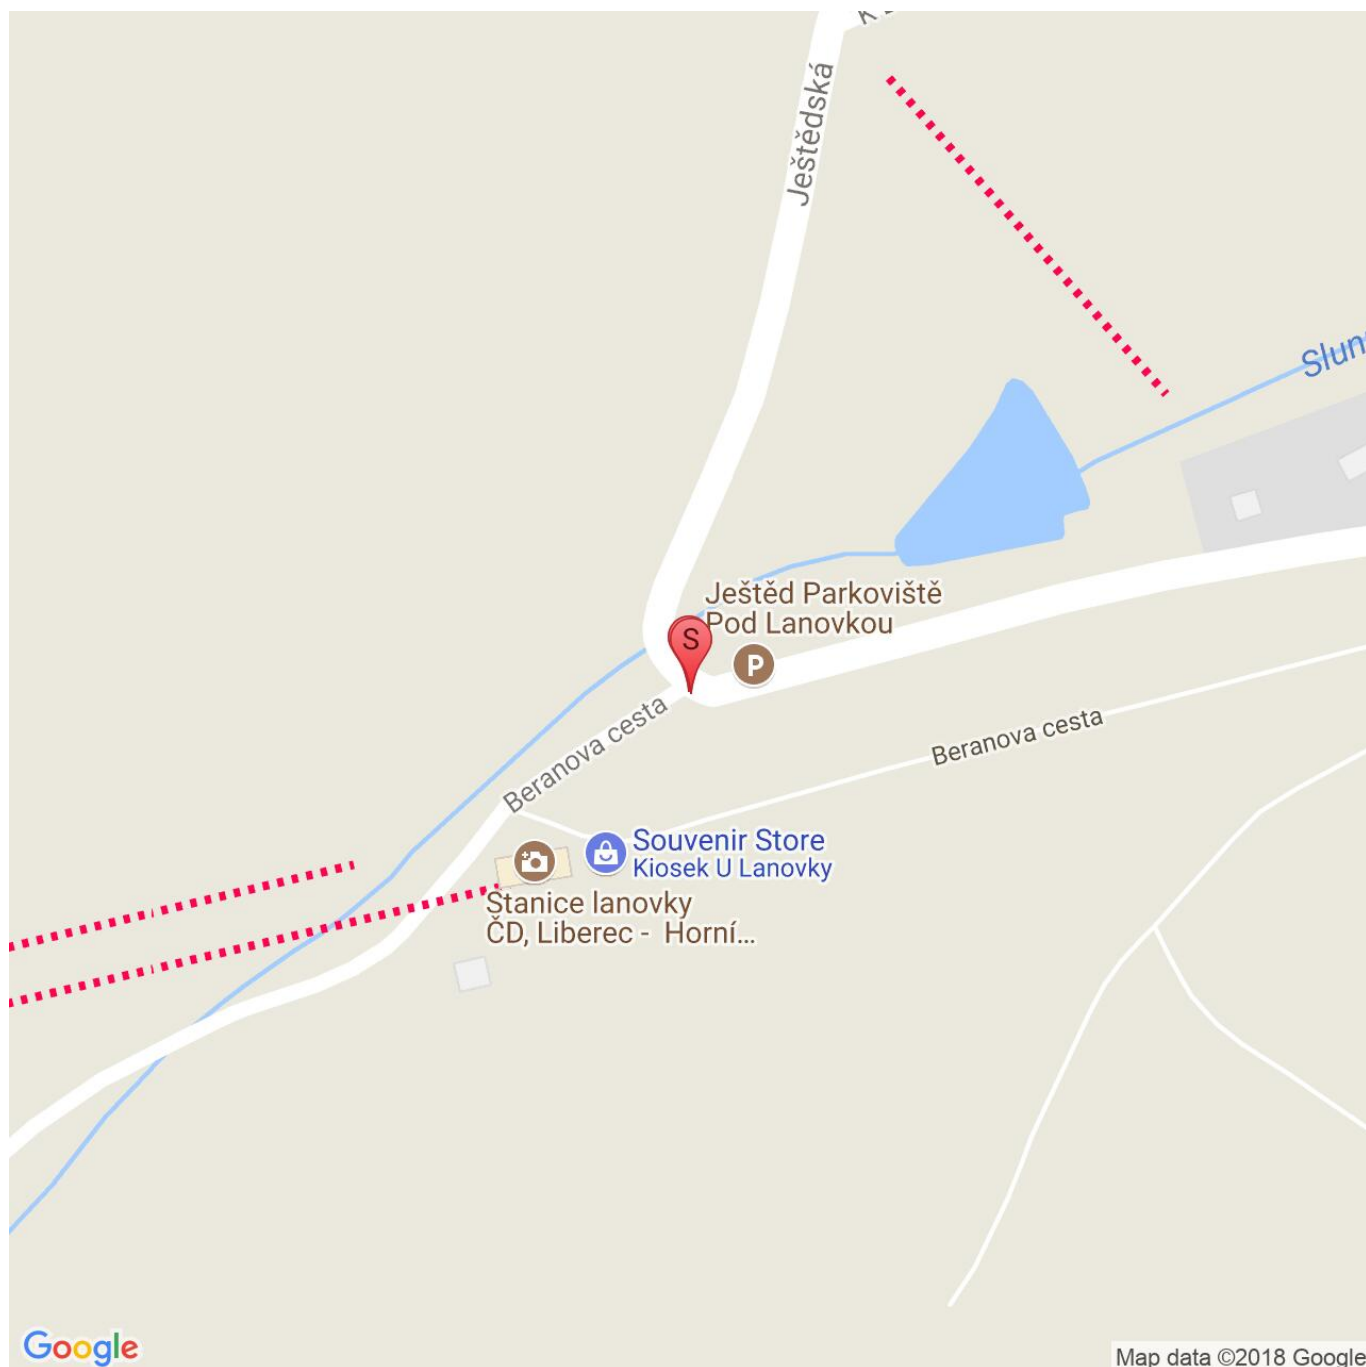 Ještědská
Slun
Ještěd Parkoviště
Pod Lanovkou
S
P
Beranova cesta
Beranova cesta
Souvenir Store
Kiosek U Lanovky
Stanice lanovky
ČD, Liberec - Horní...
Google
Map data ©2018 Google